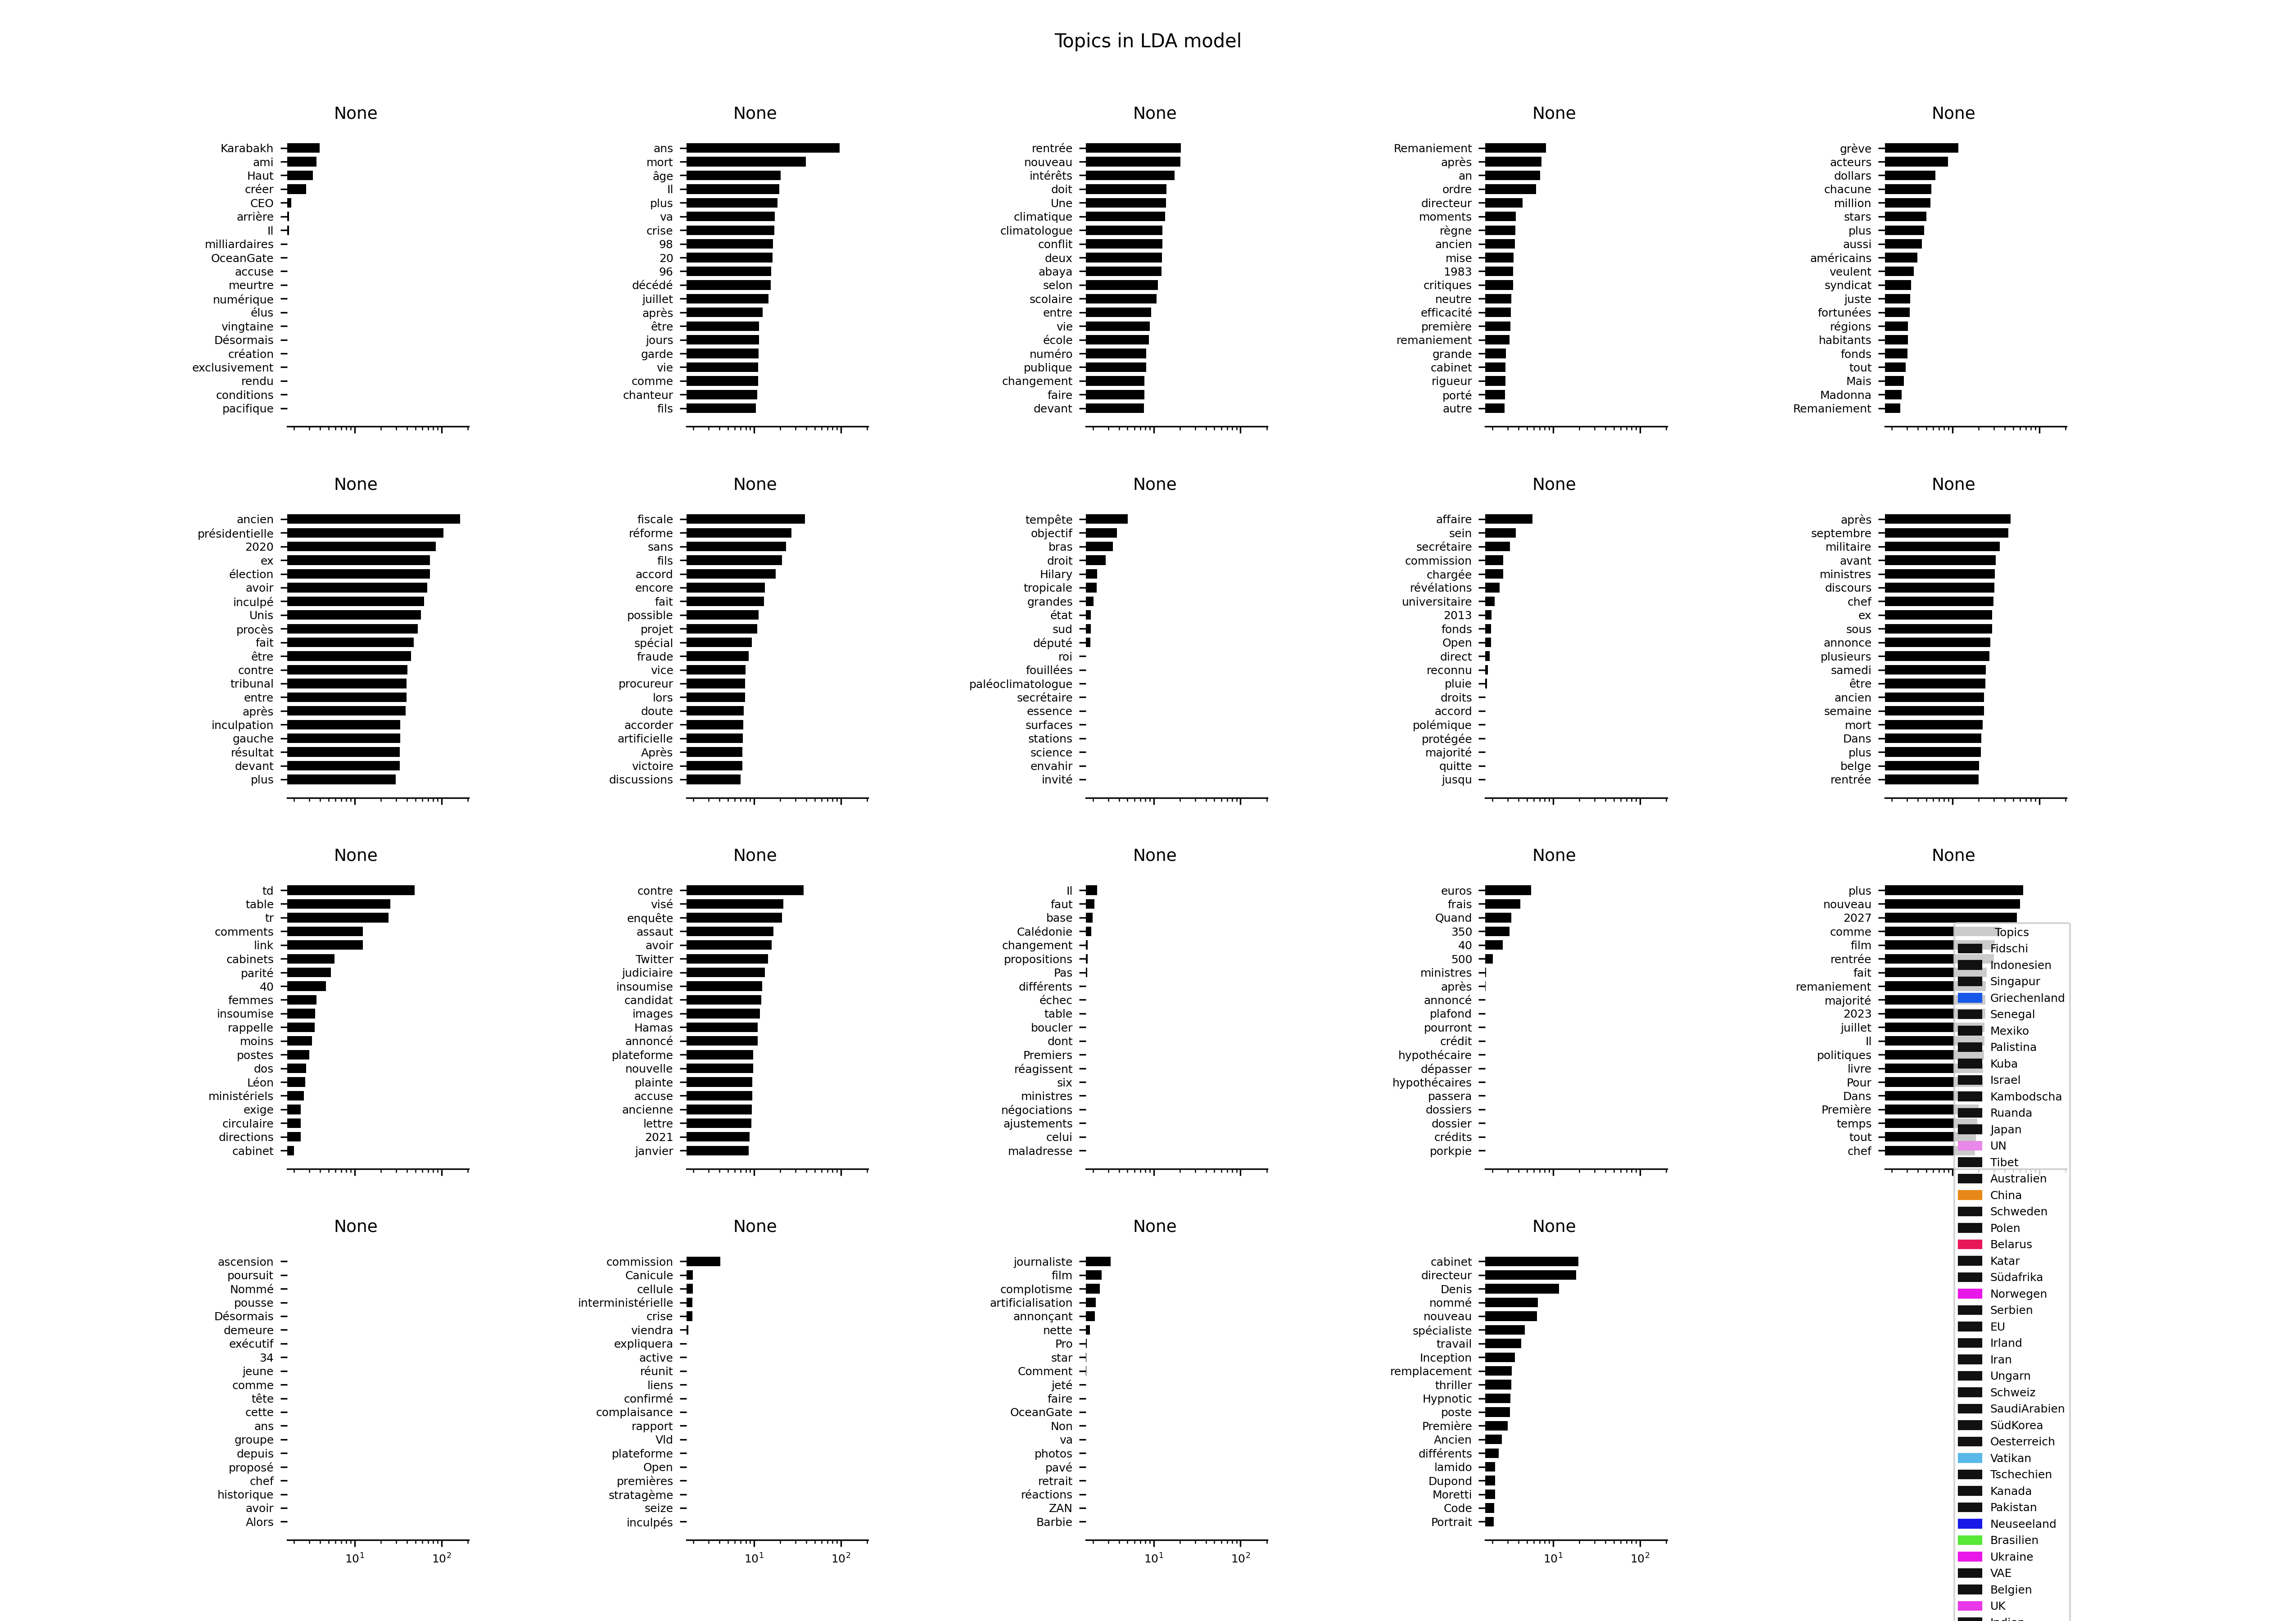 Topics in LDA model
None
Karabakh
ami
Haut
créer
CEO
arrière
Il
milliardaires
OceanGate
accuse
meurtre
numérique
élus
vingtaine
Désormais
création
exclusivement
rendu
conditions
pacifique
None
ans
mort
âge
Il
plus
va
crise
98
20
96
décédé
juillet
après
être
jours
garde
vie
comme
chanteur
fils
None
rentrée
nouveau
intérêts
doit
Une
climatique
climatologue
conflit
deux
abaya
selon
scolaire
entre
vie
école
numéro
publique
changement
faire
devant
None
Remaniement
après
an
ordre
directeur
moments
règne
ancien
mise
1983
critiques
neutre
efficacité
première
remaniement
grande
cabinet
rigueur
porté
autre
None
grève
acteurs
dollars
chacune
million
stars
plus
aussi
américains
veulent
syndicat
juste
fortunées
régions
habitants
fonds
tout
Mais
Madonna
Remaniement
None
ancien
présidentielle
2020
ex
élection
avoir
inculpé
Unis
procès
fait
être
contre
tribunal
entre
après
inculpation
gauche
résultat
devant
plus
None
fiscale
réforme
sans
fils
accord
encore
fait
possible
projet
spécial
fraude
vice
procureur
lors
doute
accorder
artificielle
Après
victoire
discussions
None
tempête
objectif
bras
droit
Hilary
tropicale
grandes
état
sud
député
roi
fouillées
paléoclimatologue
secrétaire
essence
surfaces
stations
science
envahir
invité
None
affaire
sein
secrétaire
commission
chargée
révélations
universitaire
2013
fonds
Open
direct
reconnu
pluie
droits
accord
polémique
protégée
majorité
quitte
jusqu
None
après
septembre
militaire
avant
ministres
discours
chef
ex
sous
annonce
plusieurs
samedi
être
ancien
semaine
mort
Dans
plus
belge
rentrée
None
td
table
tr
comments
link
cabinets
parité
40
femmes
insoumise
rappelle
moins
postes
dos
Léon
ministériels
exige
circulaire
directions
cabinet
None
contre
visé
enquête
assaut
avoir
Twitter
judiciaire
insoumise
candidat
images
Hamas
annoncé
plateforme
nouvelle
plainte
accuse
ancienne
lettre
2021
janvier
None
Il
faut
base
Calédonie
changement
propositions
Pas
différents
échec
table
boucler
dont
Premiers
réagissent
six
ministres
négociations
ajustements
celui
maladresse
None
euros
frais
Quand
350
40
500
ministres
après
annoncé
plafond
pourront
crédit
hypothécaire
dépasser
hypothécaires
passera
dossiers
dossier
crédits
porkpie
None
plus
nouveau
2027
comme
film
rentrée
fait
remaniement
majorité
2023
juillet
Il
politiques
livre
Pour
Dans
Première
temps
tout
chef
None
ascension
poursuit
Nommé
pousse
Désormais
demeure
exécutif
34
jeune
comme
tête
cette
ans
groupe
depuis
proposé
chef
historique
avoir
Alors
10¹ 10²
None
commission
Canicule
cellule
interministérielle
crise
viendra
expliquera
active
réunit
liens
confirmé
complaisance
rapport
Vld
plateforme
Open
premières
stratagème
seize
inculpés
10¹ 10²
None
journaliste
film
complotisme
artificialisation
annonçant
nette
Pro
star
Comment
jeté
faire
OceanGate
Non
va
photos
pavé
retrait
réactions
ZAN
Barbie
10¹ 10²
None
cabinet
directeur
Denis
nommé
nouveau
spécialiste
travail
Inception
remplacement
thriller
Hypnotic
poste
Première
Ancien
différents
lamido
Dupond
Moretti
Code
Portrait
10¹ 10²
Topics
Fidschi
Indonesien
Singapur
Griechenland
Senegal
Mexiko
Palistina
Kuba
Israel
Kambodscha
Ruanda
Japan
UN
Tibet
Australien
China
Schweden
Polen
Belarus
Katar
Südafrika
Norwegen
Serbien
EU
Irland
Iran
Ungarn
Schweiz
SaudiArabien
SüdKorea
Oesterreich
Vatikan
Tschechien
Kanada
Pakistan
Neuseeland
Brasilien
Ukraine
VAE
Belgien
UK